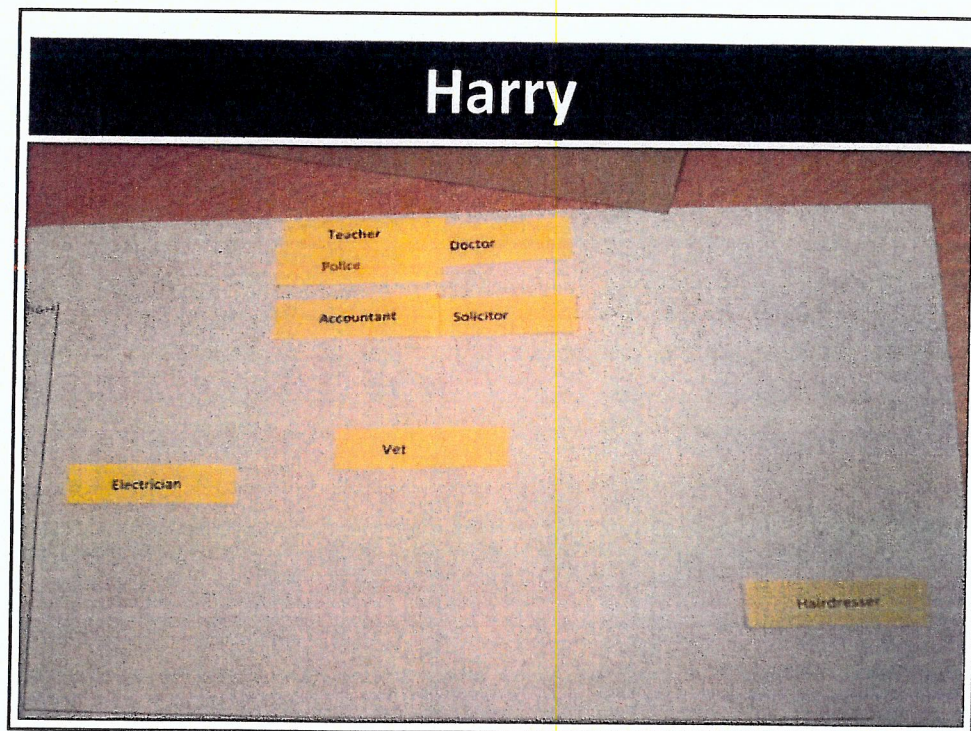 Harry
Teacher
Doctor
Police
Accountant Solicitor
Vet
Electrician
Hairdresser